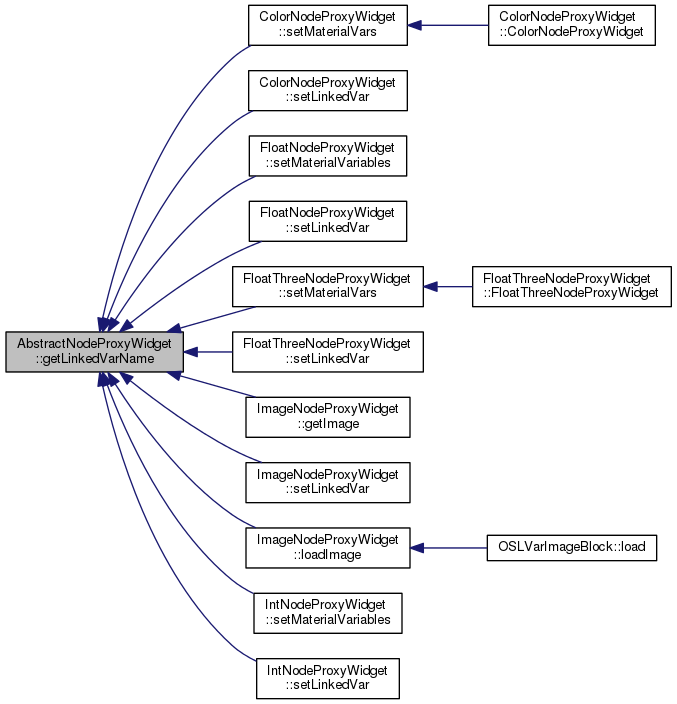 ColorNodeProxyWidget
::setMaterialVars
ColorNodeProxyWidget
::ColorNodeProxyWidget
ColorNodeProxyWidget
::setLinkedVar
FloatNodeProxyWidget
::setMaterialVariables
FloatNodeProxyWidget
::setLinkedVar
FloatThreeNodeProxyWidget
::setMaterialVars
FloatThreeNodeProxyWidget
::FloatThreeNodeProxyWidget
AbstractNodeProxyWidget
::getLinkedVarName
FloatThreeNodeProxyWidget
::setLinkedVar
ImageNodeProxyWidget
::getImage
ImageNodeProxyWidget
::setLinkedVar
ImageNodeProxyWidget
::loadImage
OSLVarImageBlock::load
IntNodeProxyWidget
::setMaterialVariables
IntNodeProxyWidget
::setLinkedVar